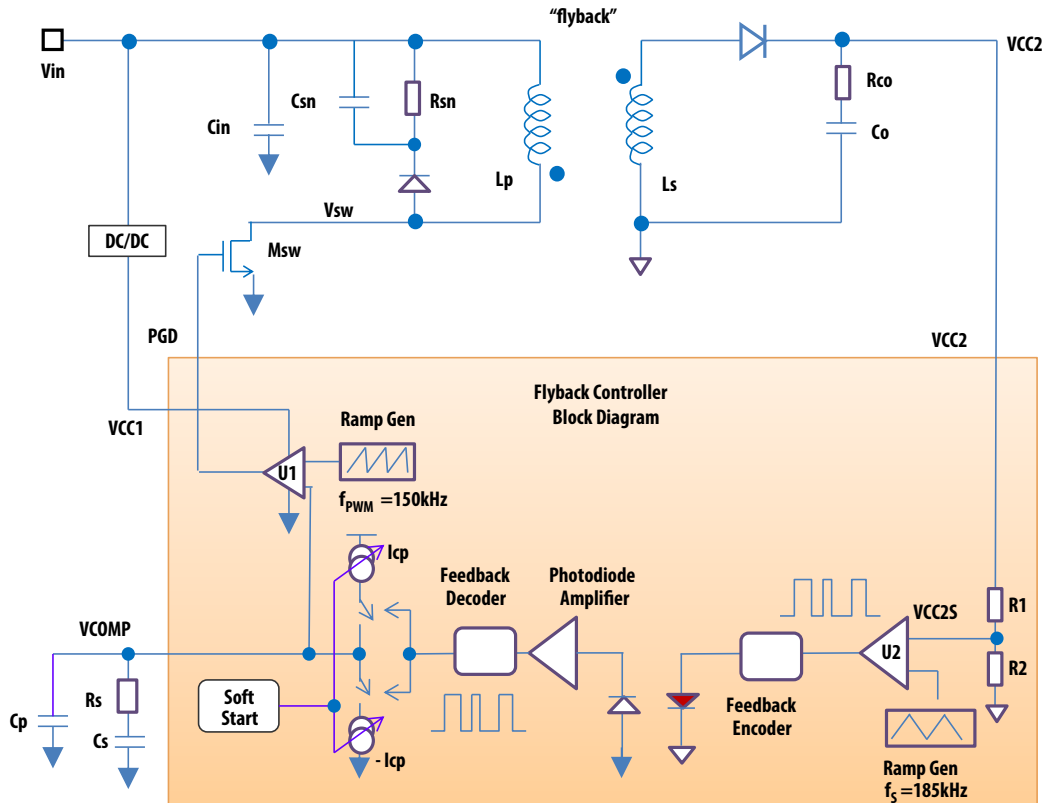 “flyback”
Vin
VCC2
Csn
Rsn
Rco
Cin
Co
Lp
Ls
Vsw
DC/DC
Msw
PGD
VCC2
Flyback Controller
Block Diagram
Ramp Gen
VCC1
U1
fPWM =150kHz
Icp
Feedback
Decoder
Photodiode
Amplifier
R1
VCC2S
VCOMP
U2
R2
Rs
Soft
Start
Cp
Cs
Feedback
Encoder
- Icp
Ramp Gen
fS=185kHz